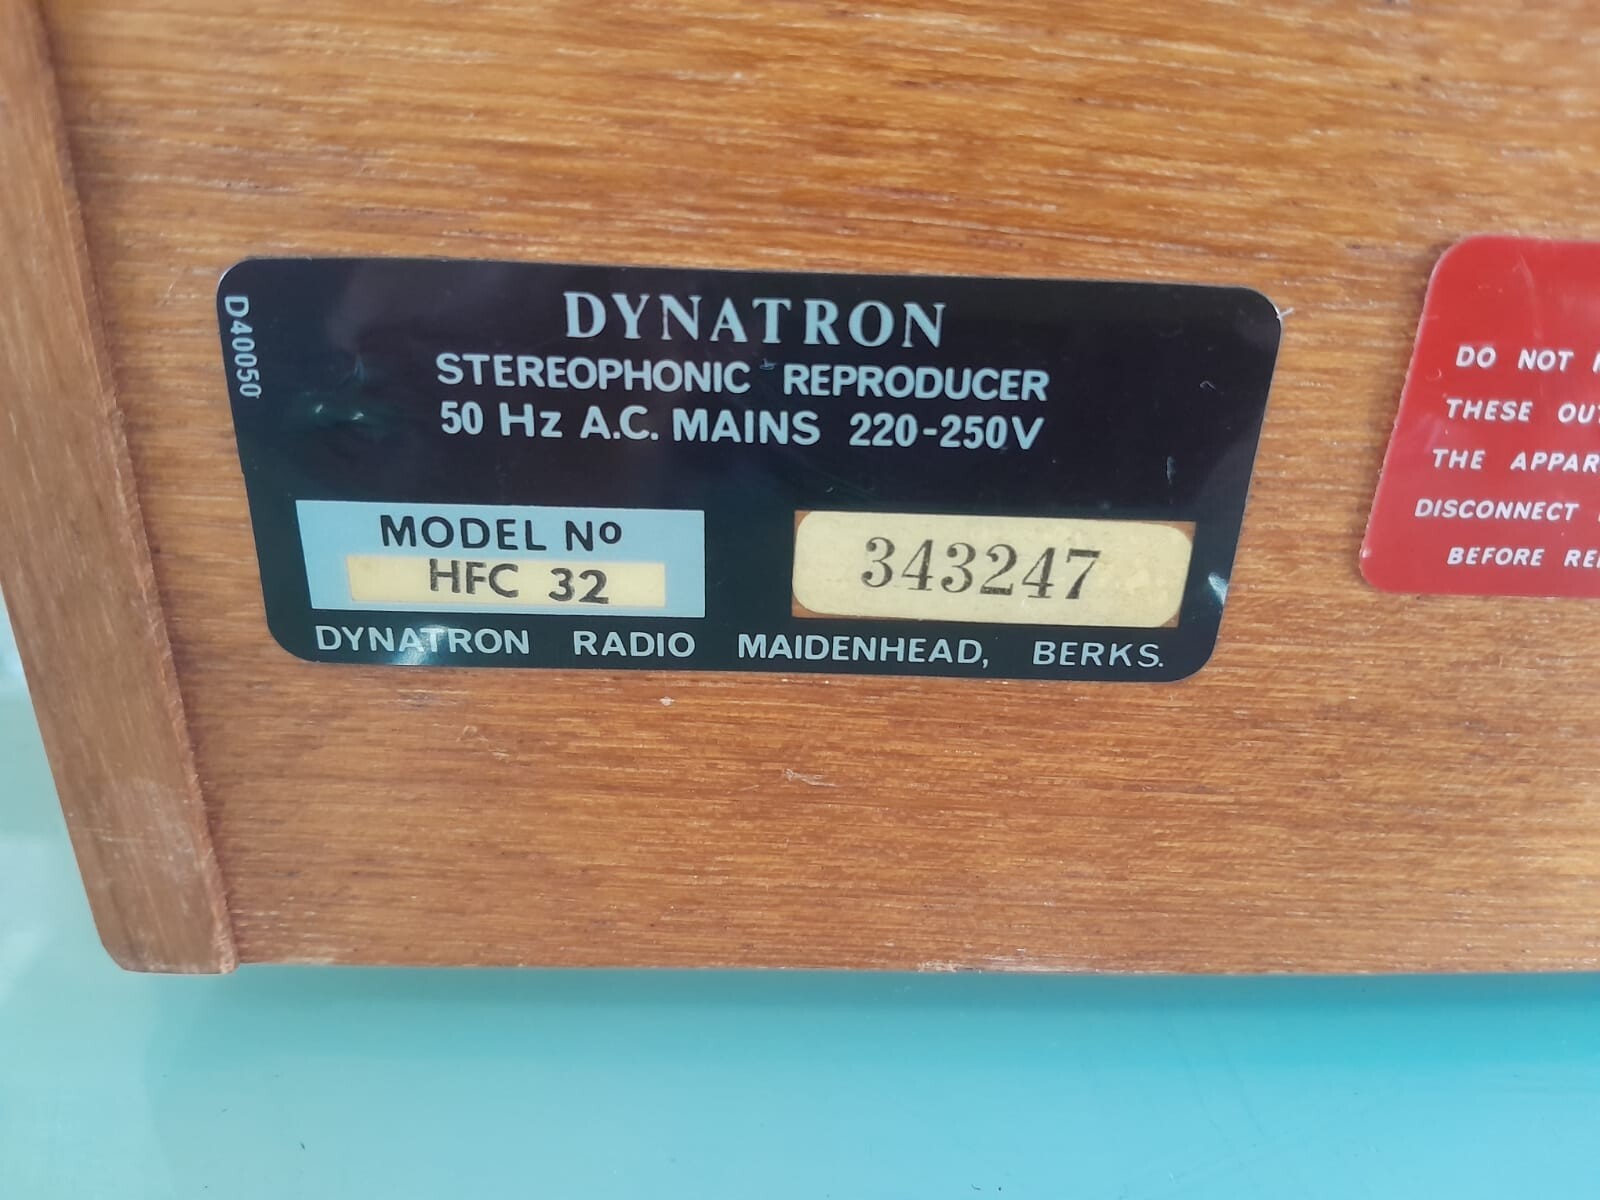 D40050
DYNATRON
STEREOPHONIC REPRODUCER
50 Hz A.C. MAINS 220-250V
MODEL Nº
HFC 32
343247
DYNATRON RADIO MAIDENHEAD, BERKS.
DO NOT
THESE
THE
DISCONNECT
BEFORE